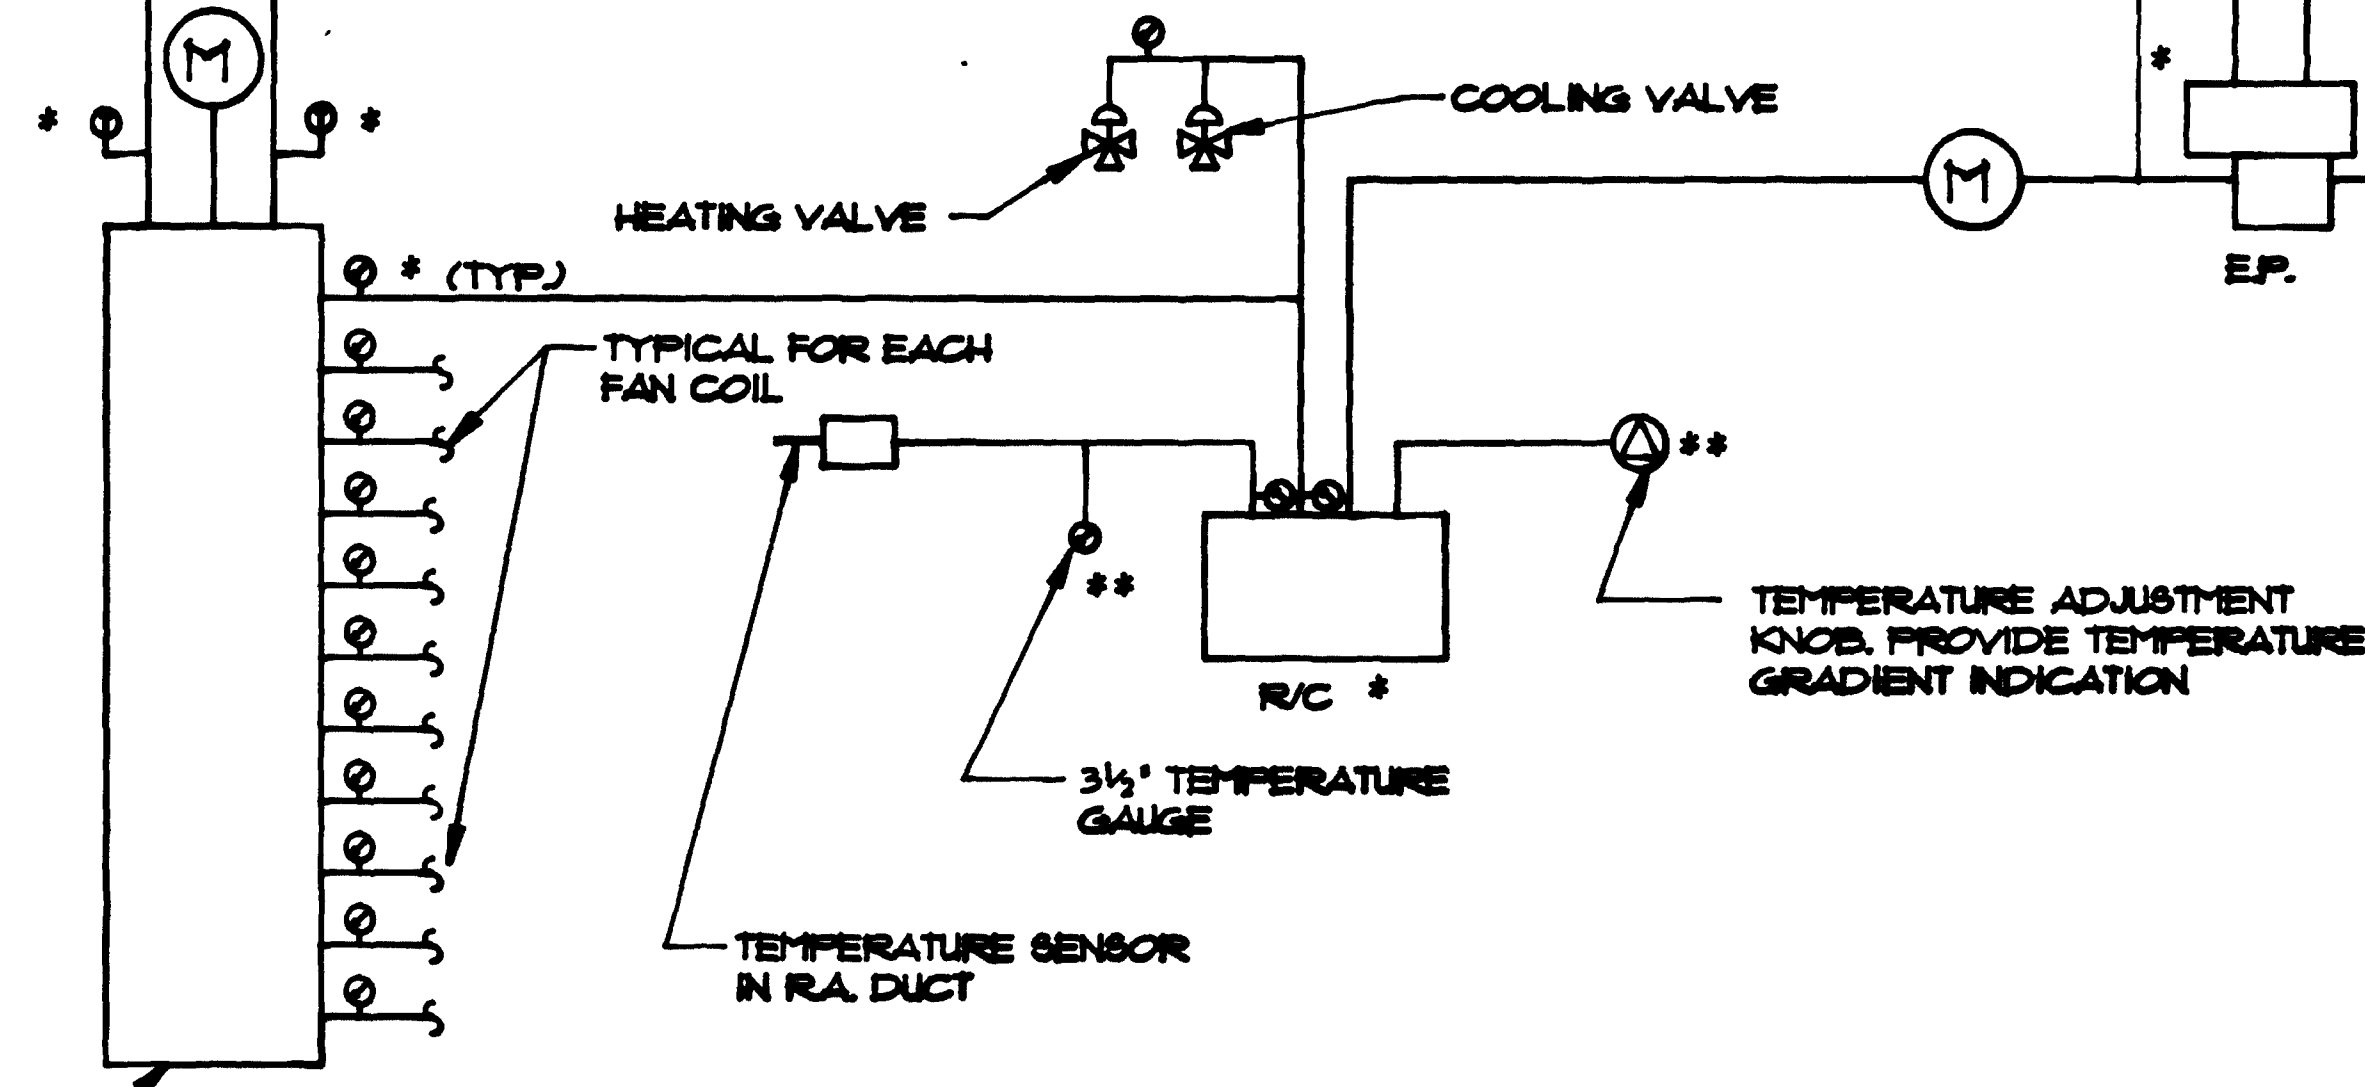 M
*
*
*
COOLING VALVE
M
HEATING VALVE
* (TYP.)
E.P.
TYPICAL FOR EACH
FAN COIL
**
**
TEMPERATURE ADJUSTMENT
KNOB. PROVIDE TEMPERATURE
GRADIENT INDICATION
R/C *
3½" TEMPERATURE
GAUGE
TEMPERATURE SENSOR
IN R.A. DUCT